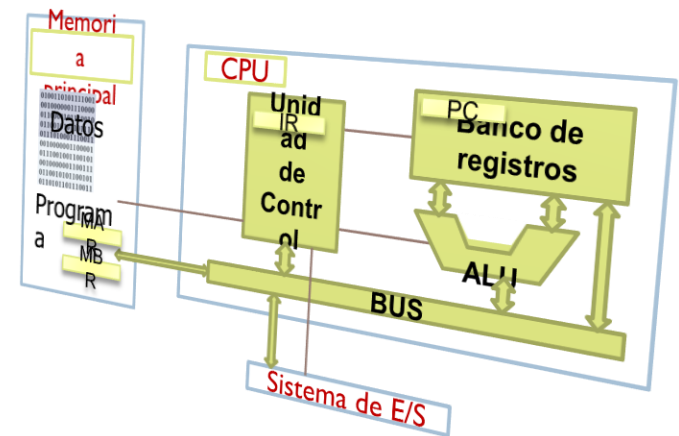 Memori
a
principal
Datos
Program
a
MA
R
MB
R
CPU
Unid
ad
de
Contr
ol
IR
PC
Banco de
registros
ALU
BUS
Sistema de E/S